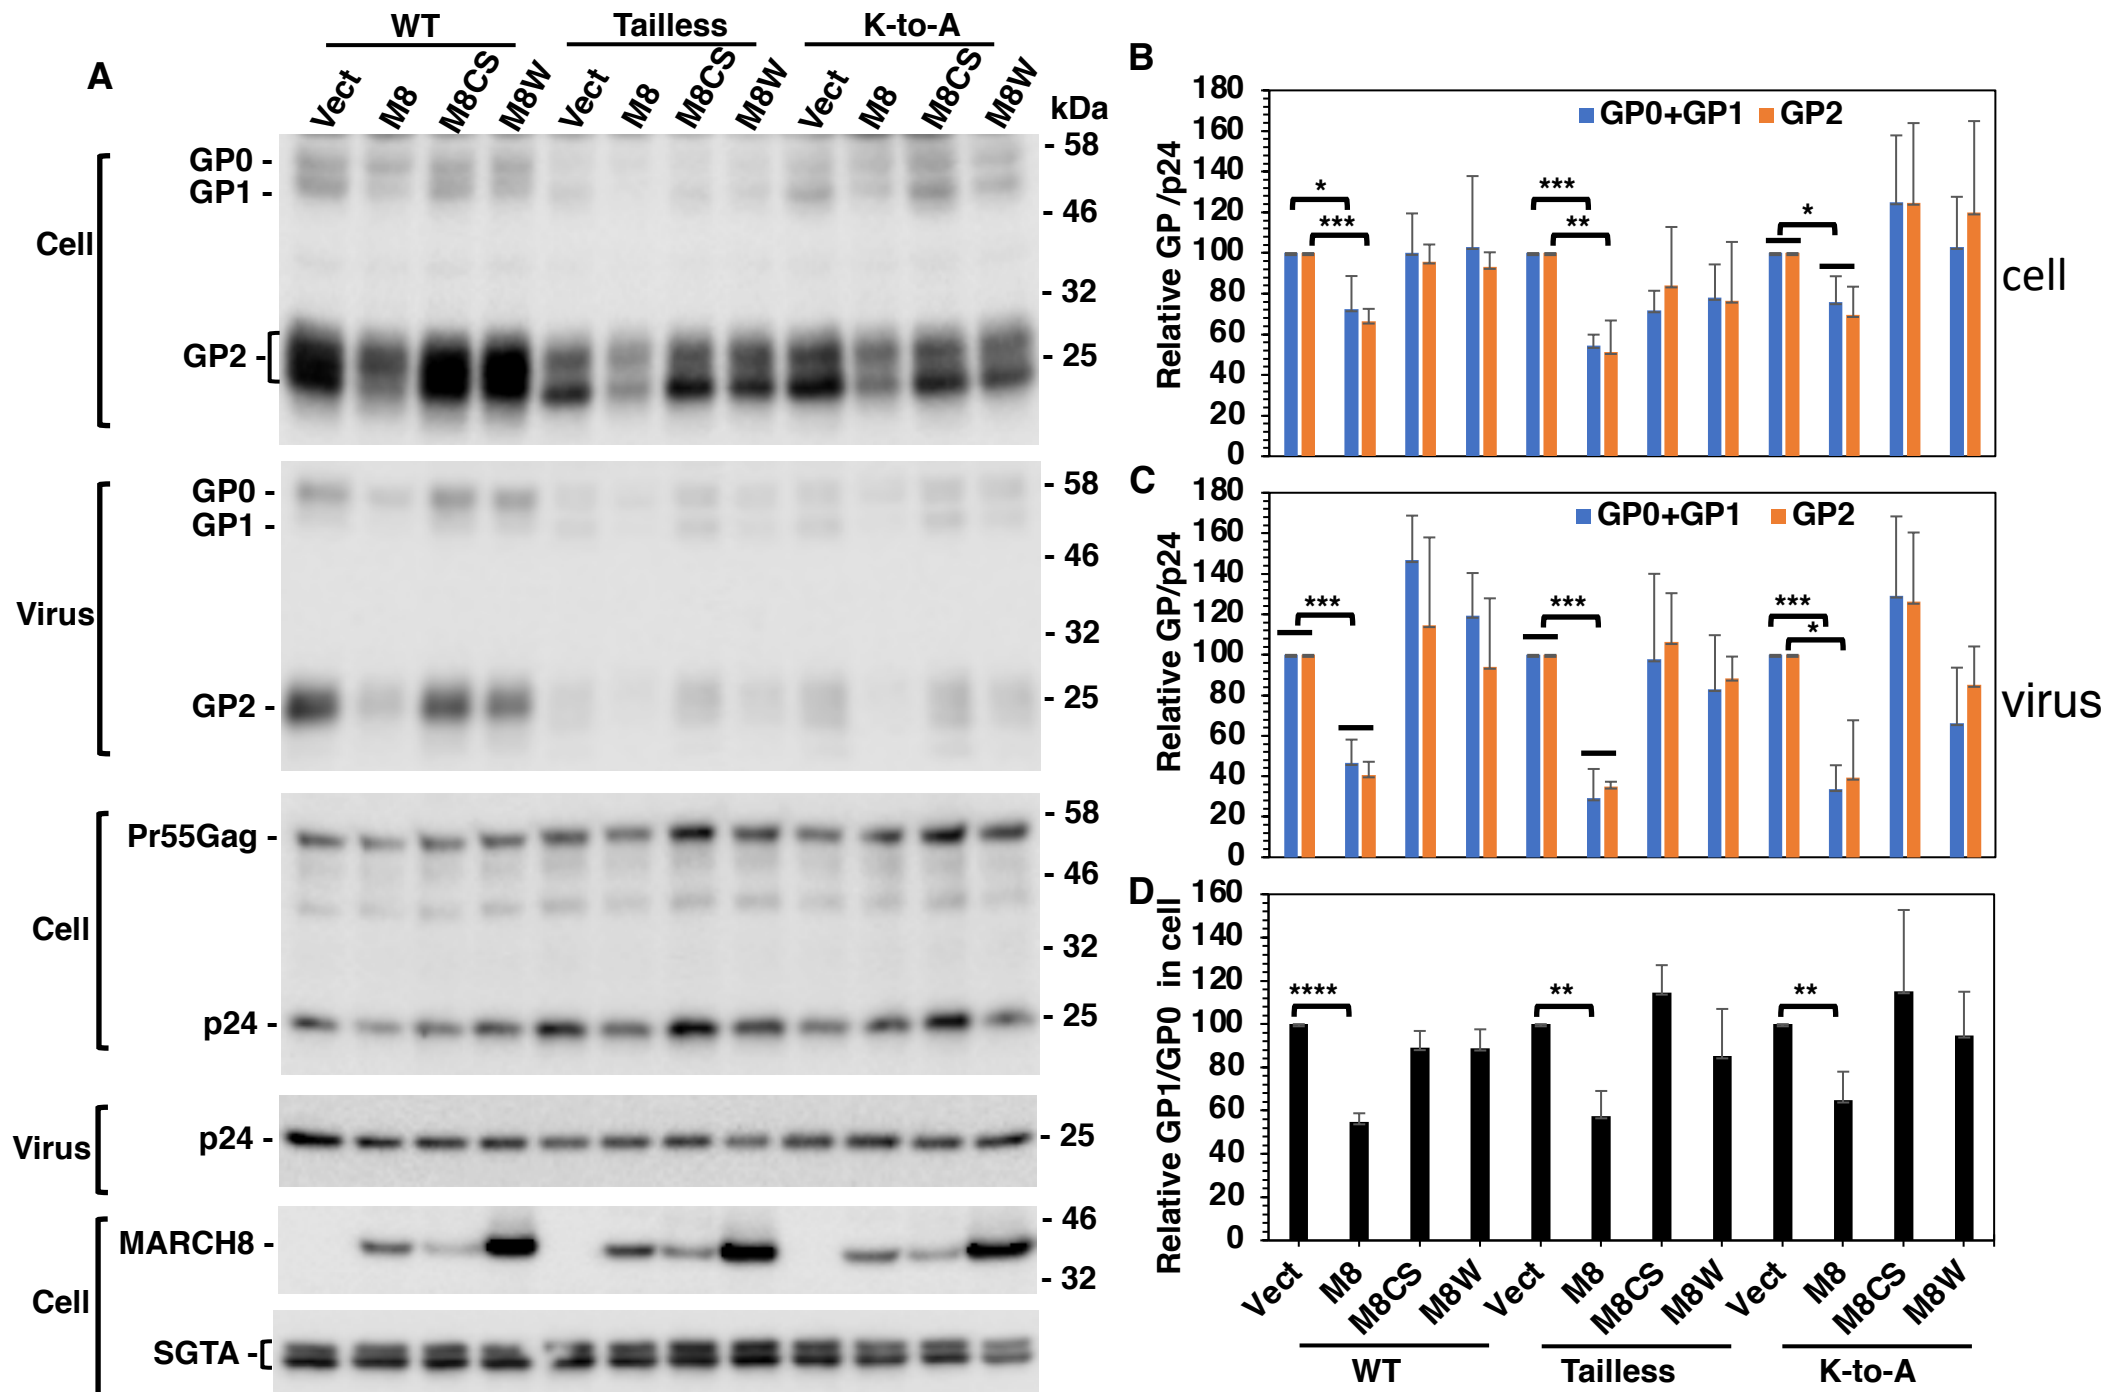 WT Tailless K-to-A
A
Vect M8 M8CS M8W Vect M8 M8CS M8W Vect M8 M8CS M8W
kDa
Cell
GP0 -
GP1 -
GP2 -
- 58
- 46
- 32
- 25
Virus
GP0 -
GP1 -
GP2 -
- 58
- 46
- 32
- 25
Cell
Pr55Gag -
p24 -
- 58
- 46
- 32
- 25
Virus
p24 -
- 25
Cell
MARCH8 -
SGTA -
- 46
- 32
B
Relative GP /p24
180
160
140
120
100
80
60
40
20
0
GP0+GP1 GP2
* *** *** ** *
cell
C
Relative GP/p24
180
160
140
120
100
80
60
40
20
0
GP0+GP1 GP2
*** *** *** *
virus
D
Relative GP1/GP0 in cell
160
140
120
100
80
60
40
20
0
**** ** **
Vect M8 M8CS M8W Vect M8 M8CS M8W Vect M8 M8CS M8W
WT Tailless K-to-A